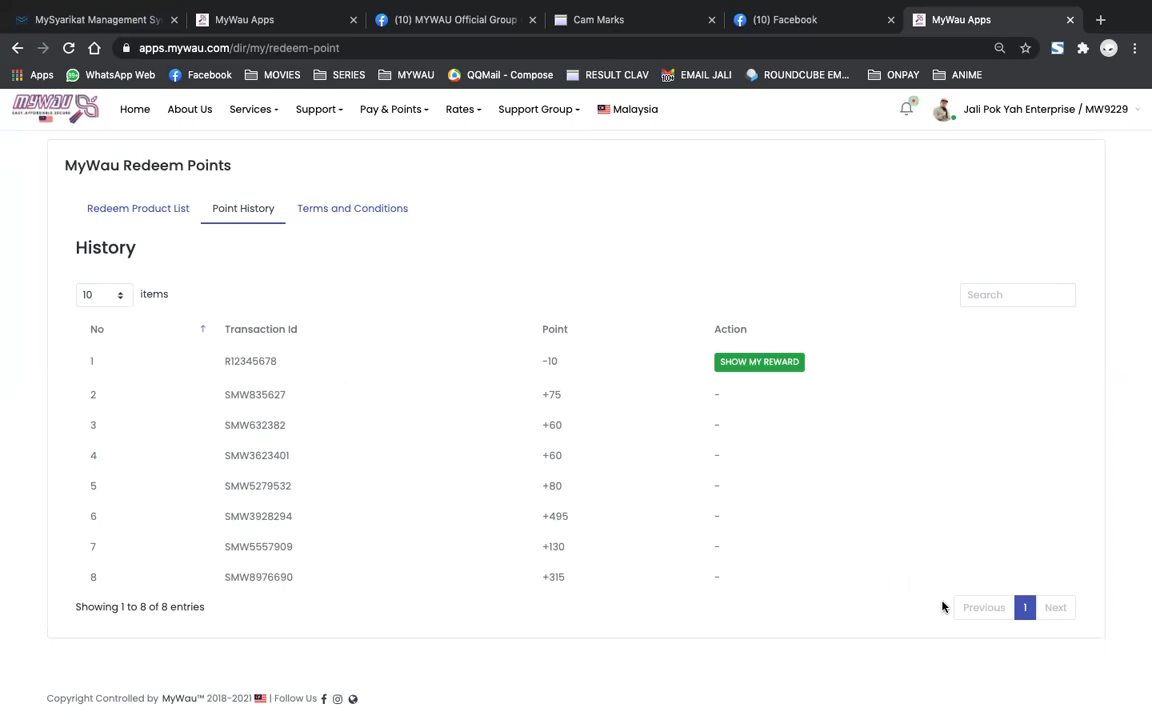 MySyarikat Management Sy
MyWau Apps
(10) MYWAU Official Group
Cam Marks
(10) Facebook
MyWau Apps
apps.mywau.com/dir/my/redeem-point
Apps
WhatsApp Web
Facebook
MOVIES
SERIES
MYWAU
QQMail - Compose
RESULT CLAV
EMAIL JALI
ROUNDCUBE EM...
ONPAY
ANIME
MYWAU
Home
About Us
Services
Support
Pay & Points
Rates
Support Group
Malaysia
Jali Pok Yah Enterprise / MW9229
MyWau Redeem Points
Redeem Product List
Point History
Terms and Conditions
History
10 items
Search
No Transaction Id Point Action
1 R12345678 -10 SHOW MY REWARD
2 SMW835627 +75 -
3 SMW632382 +60 -
4 SMW3623401 +60 -
5 SMW5279532 +80 -
6 SMW3928294 +495 -
7 SMW5557909 +130 -
8 SMW8976690 +315 -
Showing 1 to 8 of 8 entries
Previous 1 Next
Copyright Controlled by MyWau™ 2018-2021 | Follow Us